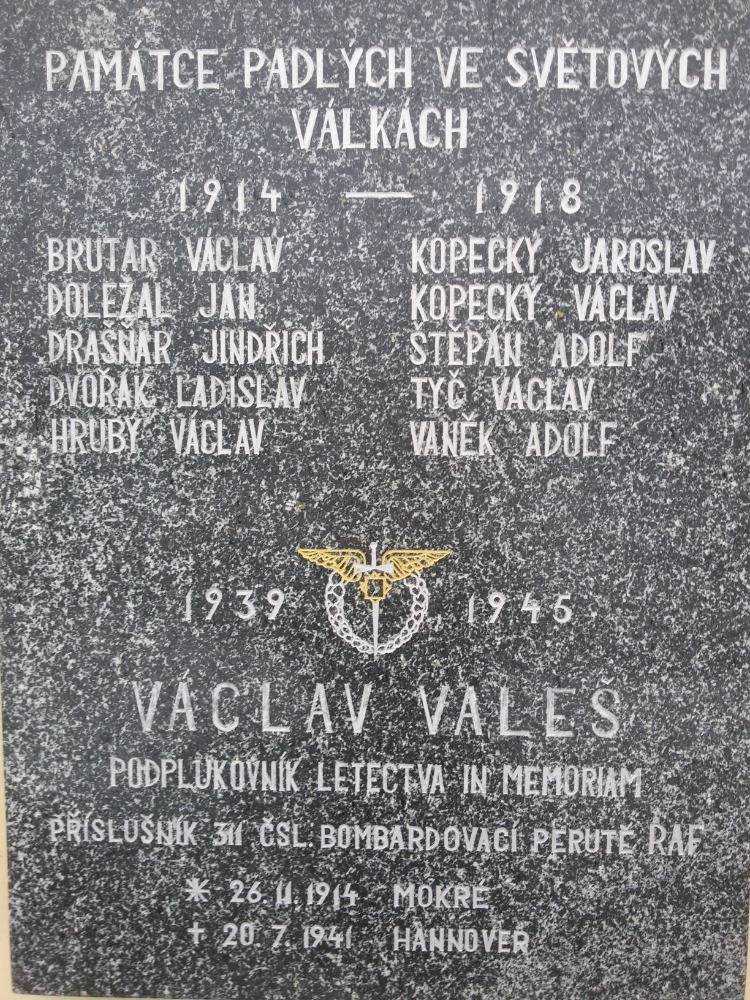 PAMÁTCE PADLÝCH VE SVĚTOVÝCH
VÁLKÁCH
1914 — 1918
BRUTAR VÁCLAV
DOLEŽAL JAN
DRAŠŇAR JINDŘICH
DVOŘÁK LADISLAV
HRUBÝ VÁCLAV
KOPECKÝ JAROSLAV
KOPECKÝ VÁCLAV
ŠTĚPÁN ADOLF
TYČ VÁCLAV
VANĚK ADOLF
1939 1945
VÁCLAV VALEŠ
PODPLUKOVNÍK LETECTVA IN MEMORIAM
PŘÍSLUŠNÍK 311 ČSL. BOMBARDOVACÍ PERUTĚ RAF
* 26. 11. 1914 MOKRÉ
† 20. 7. 1941 HANNOVER